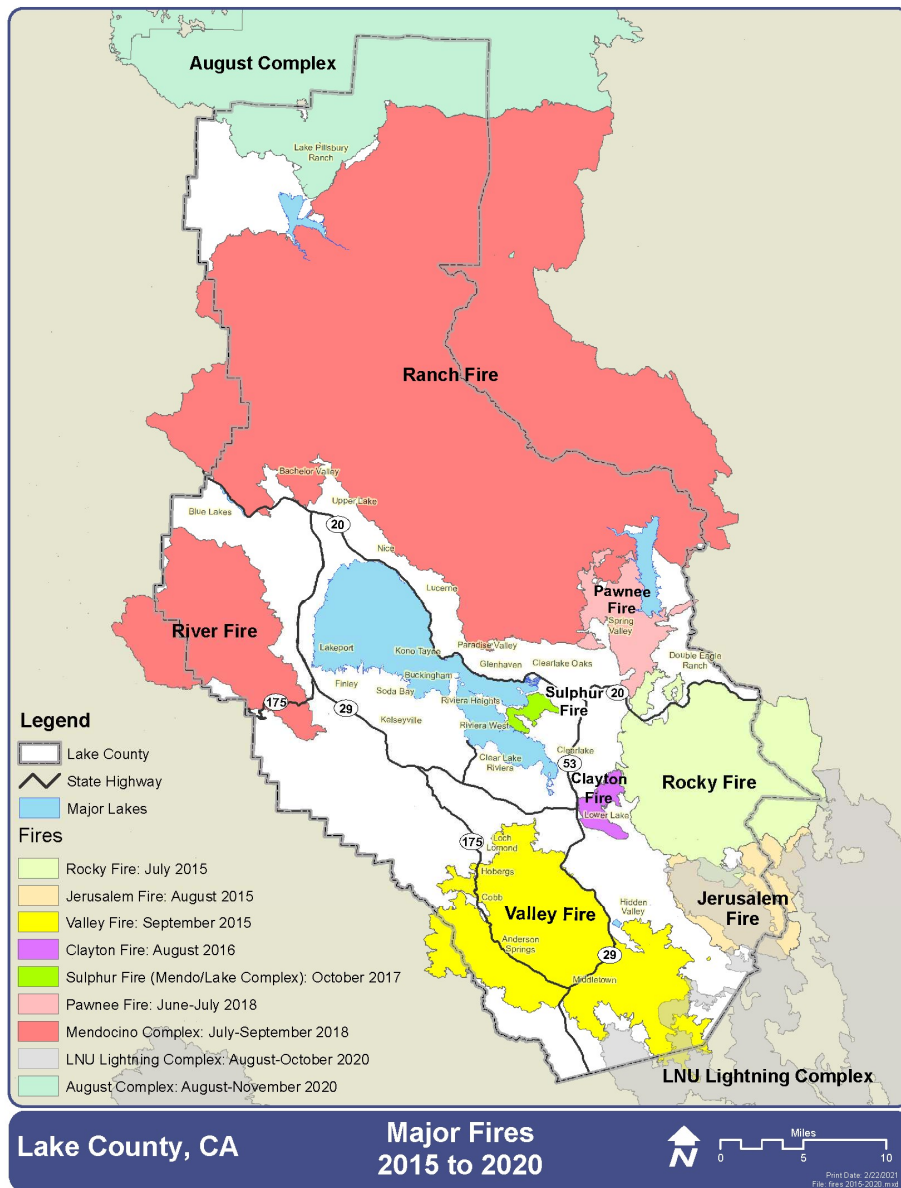 August Complex
Lake Pillsbury
Ranch
Ranch Fire
Bachelor Valley
Upper Lake
Blue Lakes
20
Nice
Lucerne
Pawnee
Fire
Spring
Valley
River Fire
Lakeport
Kono Tayee
Paradise Valley
Glenhaven
Clearlake Oaks
Double Eagle
Ranch
Buckingham
Finley
Soda Bay
Riviera Heights
Sulphur
Fire
20
175
29
Kelseyville
Riviera West
Clear Lake
Riviera
Clearlake
53
Clayton
Fire
Lower Lake
Rocky Fire
175
Loch
Lomond
Hobergs
Cobb
Valley Fire
Hidden
Valley
Jerusalem
Fire
Anderson
Springs
29
Middletown
LNU Lightning Complex
Legend
Lake County
State Highway
Major Lakes
Fires
Rocky Fire: July 2015
Jerusalem Fire: August 2015
Valley Fire: September 2015
Clayton Fire: August 2016
Sulphur Fire (Mendo/Lake Complex): October 2017
Pawnee Fire: June-July 2018
Mendocino Complex: July-September 2018
LNU Lightning Complex: August-October 2020
August Complex: August-November 2020
Lake County, CA
Major Fires
2015 to 2020
N
Miles
0 5 10
Print Date: 2/22/2021
File: fires 2015-2020.mxd